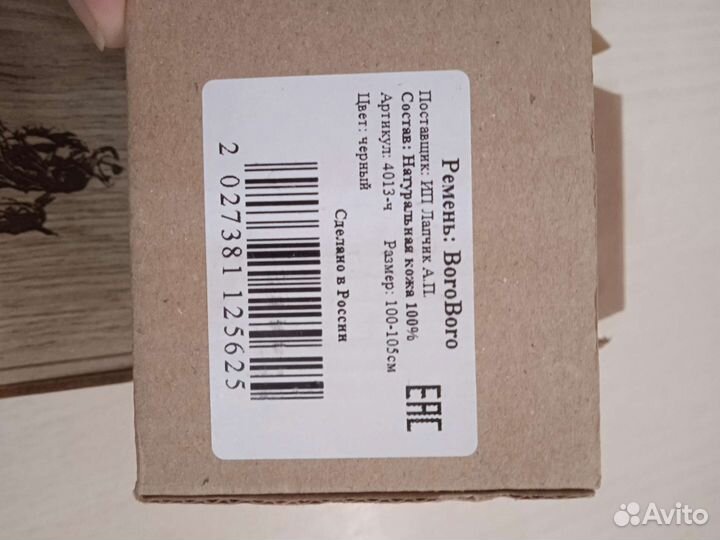 Ремень: BoroBoro
Поставщик: ИП Лапчик А.П.
Состав: Натуральная кожа 100%
Артикул: 4013-ч Размер: 100-105см
Цвет: черный
Сделано в России
EAC
2 027381 125625
Avito